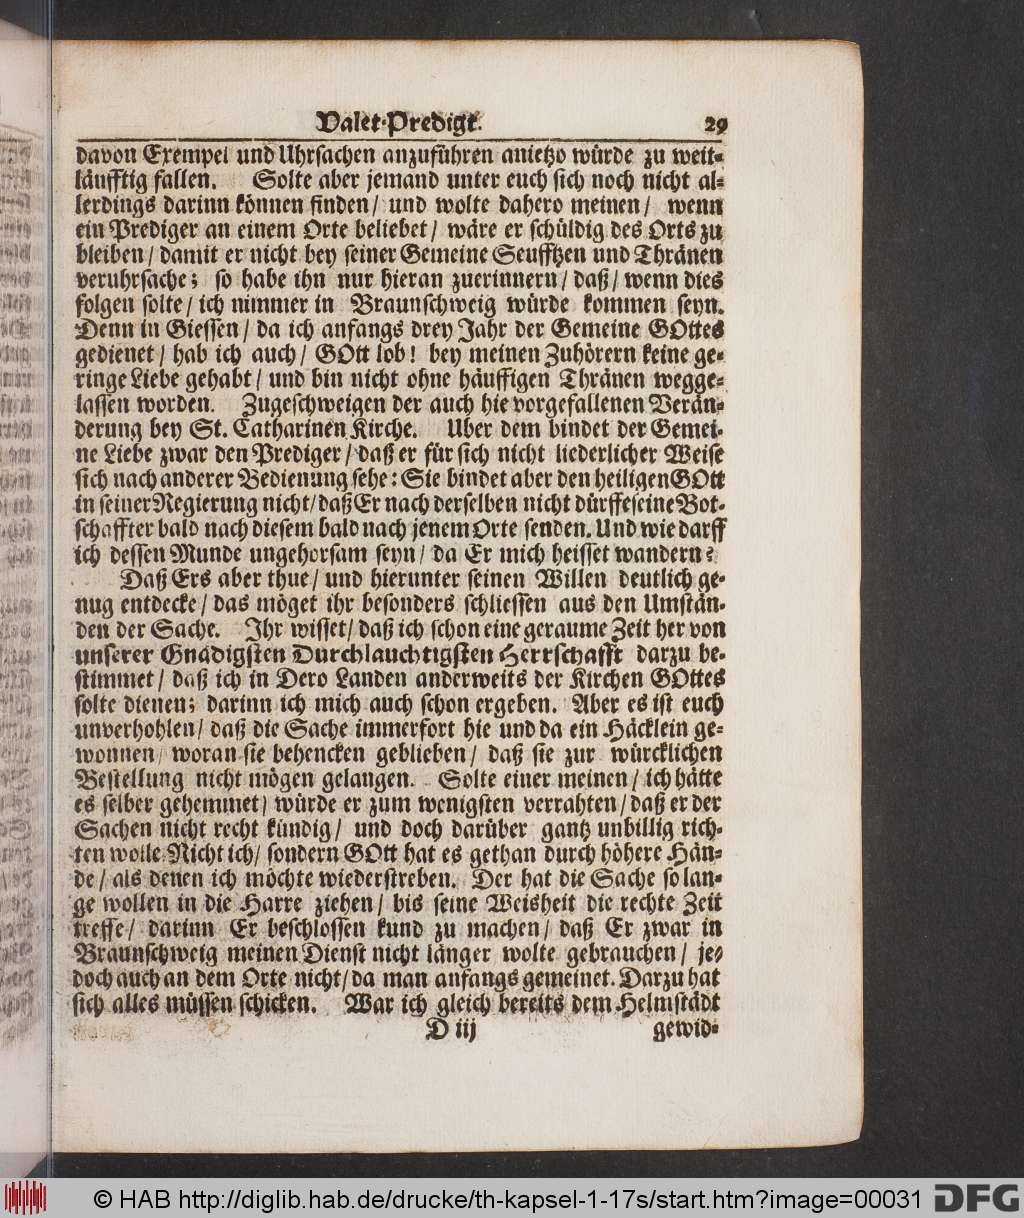 Valet-Predigt. 29
davon Exempel und Uhrsachen anzuführen anietzo würde zu weit-
läufftig fallen. Solte aber jemand unter euch sich noch nicht al-
lerdings darinn können finden/ und wolte dahero meinen/ wenn
ein Prediger an einem Orte beliebet/ wäre er schüldig des Orts zu
bleiben/ damit er nicht bey seiner Gemeine Seufftzen und Thränen
veruhrsache; so habe ihn nur hieran zuerinnern/ daß/ wenn dies
folgen solte/ ich nimmer in Braunschweig würde kommen seyn.
Denn in Giessen/ da ich anfangs drey Jahr der Gemeine GOttes
gedienet/ hab ich auch/ GOtt lob! bey meinen Zuhörern keine ge-
ringe Liebe gehabt/ und bin nicht ohne häuffigen Thränen wegge-
lassen worden. Zugeschweigen der auch hie vorgefallenen Verän-
derung bey St. Catharinen Kirche. Uber dem bindet der Gemei-
ne Liebe zwar den Prediger/ daß er für sich nicht liederlicher Weise
sich nach anderer Bedienung sehe: Sie bindet aber den heiligen GOtt
in seiner Regierung nicht/ daß Er nach derselben nicht dürffe seine Bot-
schaffter bald nach diesem bald nach jenem Orte senden. Und wie darff
ich dessen Munde ungehorsam seyn/ da Er mich heisset wandern?
Daß Ers aber thue/ und hierunter seinen Willen deutlich ge-
nug entdecke/ das möget ihr besonders schliessen aus den Umstän-
den der Sache. Ihr wisset/ daß ich schon eine geraume Zeit her von
unserer Gnädigsten Durchlauchtigsten Herrschafft darzu be-
stimmet/ daß ich in Dero Landen anderweits der Kirchen GOttes
solte dienen; darinn ich mich auch schon ergeben. Aber es ist euch
unverhohlen/ daß die Sache immerfort hie und da ein Häcklein ge-
wonnen/ woran sie behencken geblieben/ daß sie zur würcklichen
Bestellung nicht mögen gelangen. Solte einer meinen/ ich hätte
es selber gehemmet/ würde er zum wenigsten verrahten/ daß er der
Sachen nicht recht kündig/ und doch darüber gantz unbillig rich-
ten wolle. Nicht ich/ sondern GOtt hat es gethan durch höhere Hän-
de/ als denen ich möchte wiederstreben. Der hat die Sache so lan-
ge wollen in die Harre ziehen/ bis seine Weisheit die rechte Zeit
treffe/ darinn Er beschlossen kund zu machen/ daß Er zwar in
Braunschweig meinen Dienst nicht länger wolte gebrauchen/ je-
doch auch an dem Orte nicht/ da man anfangs gemeinet. Darzu hat
sich alles müssen schicken. War ich gleich bereits dem Helmstädt
D iij gewid-
© HAB http://diglib.hab.de/drucke/th-kapsel-1-17s/start.htm?image=00031 DFG